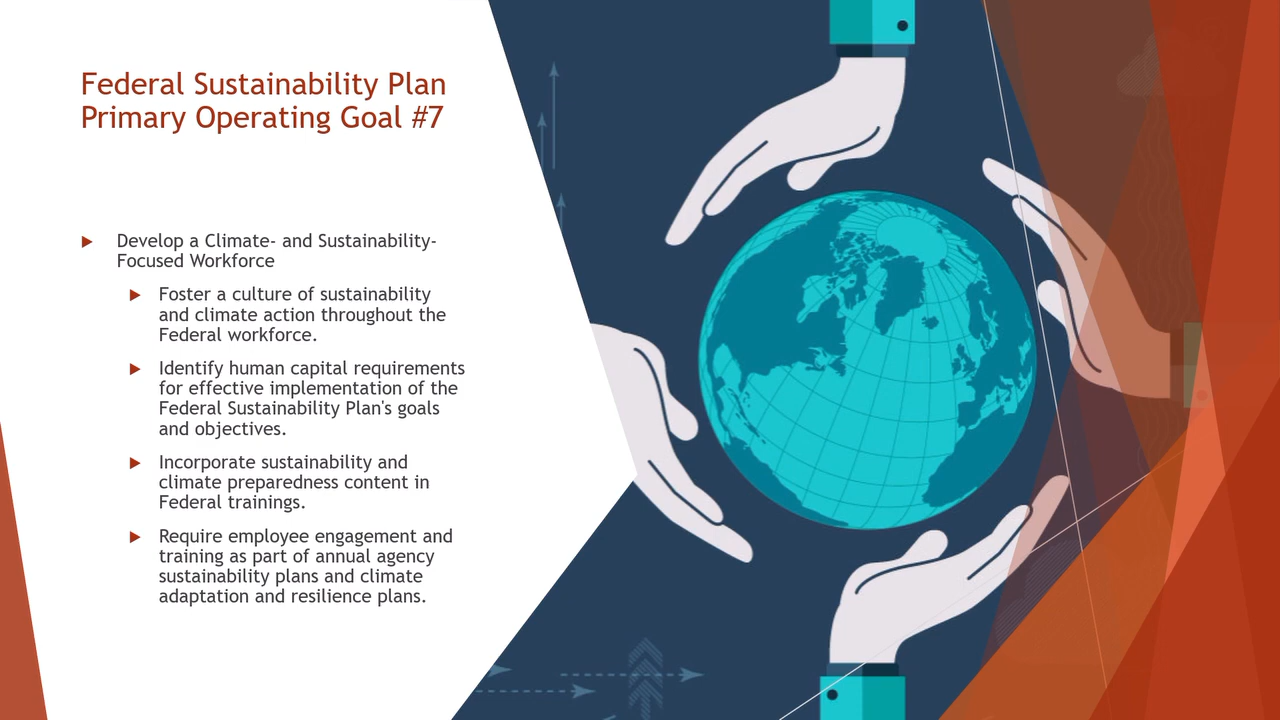 Federal Sustainability Plan
Primary Operating Goal #7
Develop a Climate- and Sustainability-
Focused Workforce
Foster a culture of sustainability
and climate action throughout the
Federal workforce.
Identify human capital requirements
for effective implementation of the
Federal Sustainability Plan's goals
and objectives.
Incorporate sustainability and
climate preparedness content in
Federal trainings.
Require employee engagement and
training as part of annual agency
sustainability plans and climate
adaptation and resilience plans.